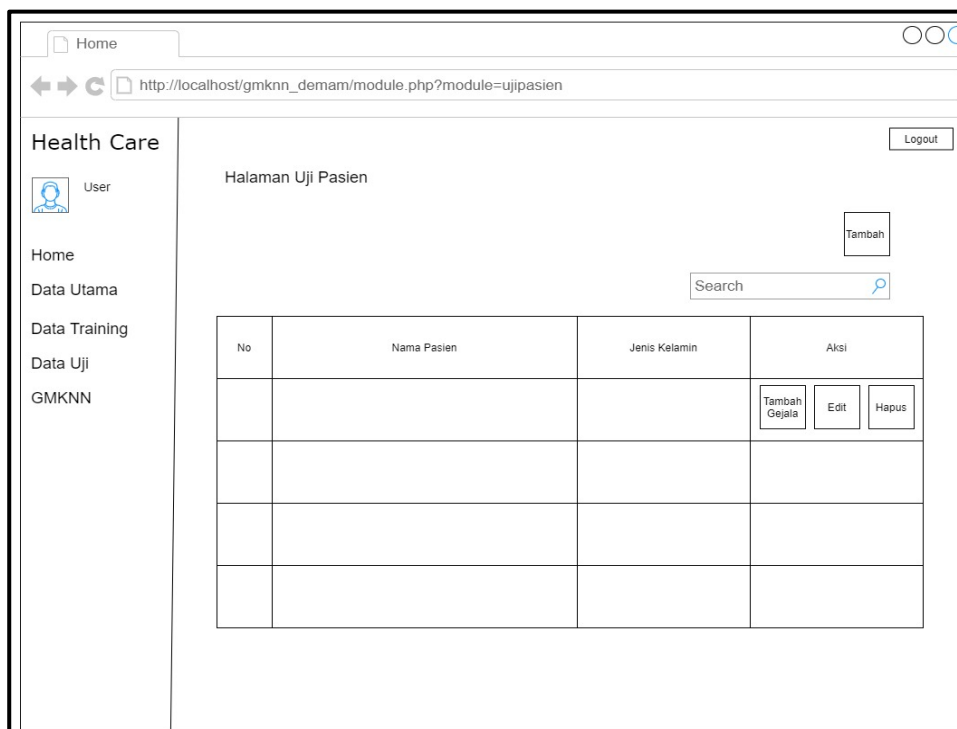 Home
http://localhost/gmknn_demam/module.php?module=ujipasien
Health Care
Logout
User
Halaman Uji Pasien
Tambah
Search
Home
Data Utama
Data Training
Data Uji
GMKNN
No
Nama Pasien
Jenis Kelamin
Aksi
Tambah
Gejala
Edit
Hapus